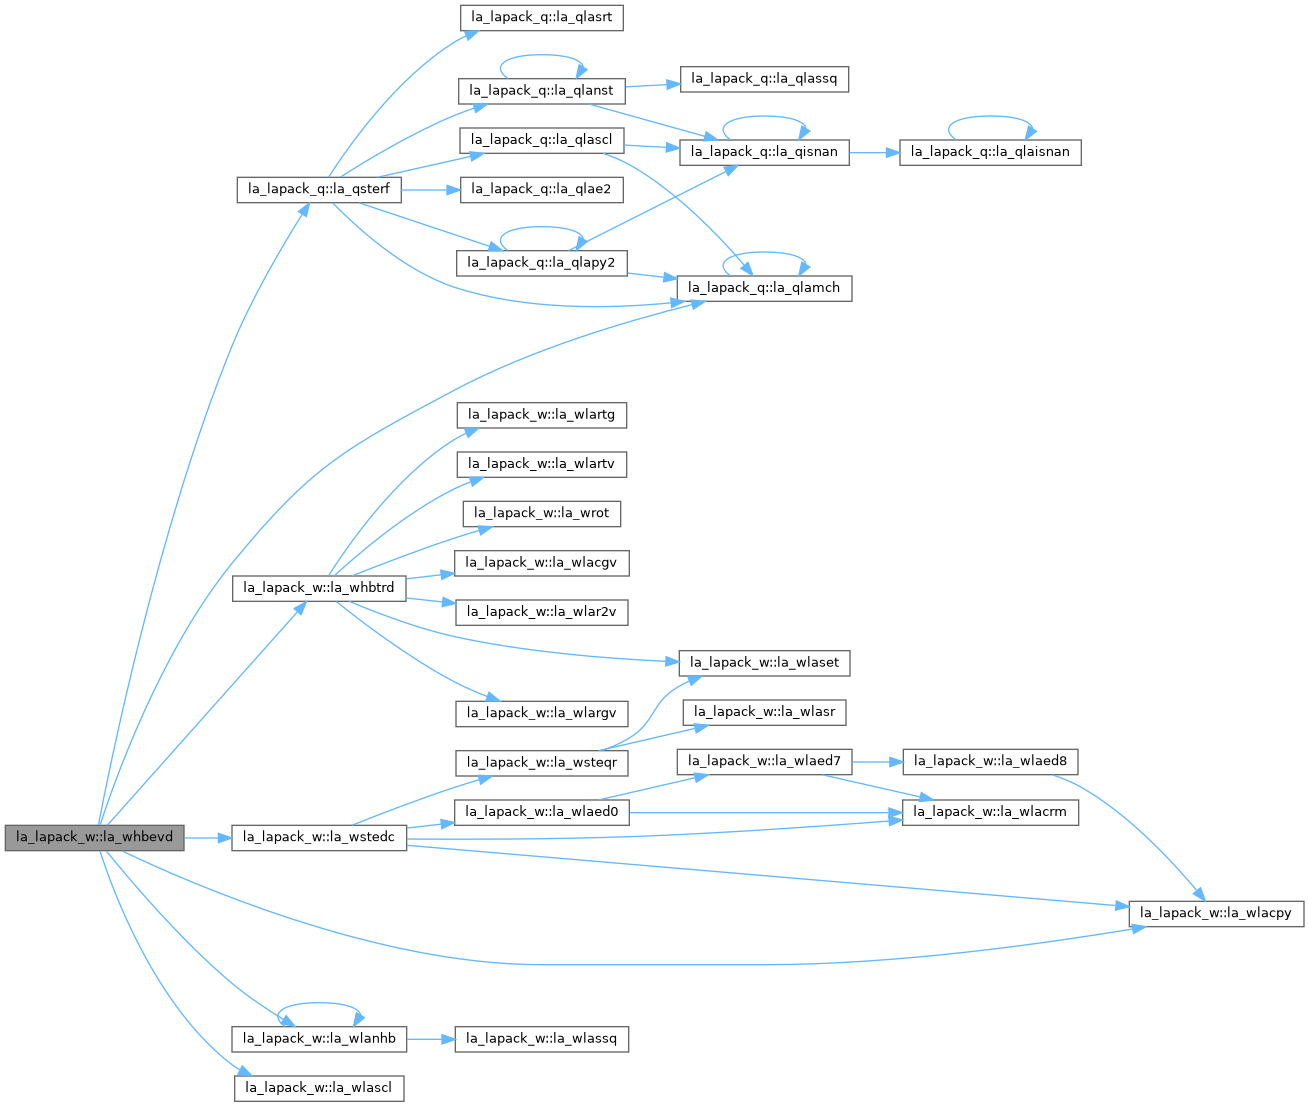 la_lapack_q::la_qlasrt
la_lapack_q::la_qlanst
la_lapack_q::la_qlassq
la_lapack_q::la_qlascl
la_lapack_q::la_qisnan
la_lapack_q::la_qlaisnan
la_lapack_q::la_qsterf
la_lapack_q::la_qlae2
la_lapack_q::la_qlapy2
la_lapack_q::la_qlamch
la_lapack_w::la_wlartg
la_lapack_w::la_wlartv
la_lapack_w::la_wrot
la_lapack_w::la_wlacgv
la_lapack_w::la_whbtrd
la_lapack_w::la_wlar2v
la_lapack_w::la_wlaset
la_lapack_w::la_wlargv
la_lapack_w::la_wlasr
la_lapack_w::la_wsteqr
la_lapack_w::la_wlaed7
la_lapack_w::la_wlaed8
la_lapack_w::la_wlaed0
la_lapack_w::la_wlacrm
la_lapack_w::la_whbevd
la_lapack_w::la_wstedc
la_lapack_w::la_wlacpy
la_lapack_w::la_wlanhb
la_lapack_w::la_wlassq
la_lapack_w::la_wlascl